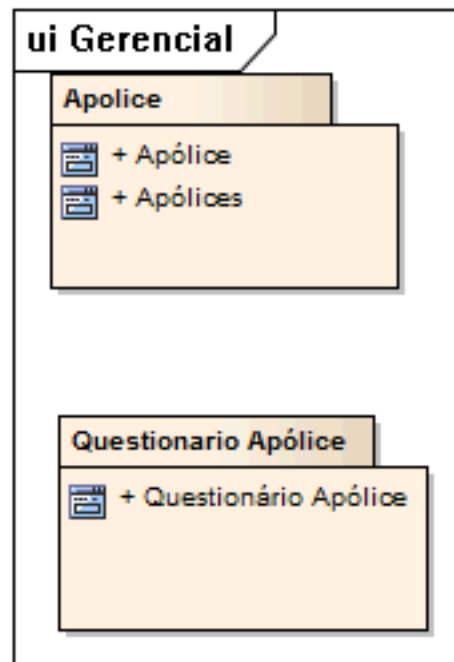 ui Gerencial
Apolice
+ Apólice
+ Apólices
Questionario Apólice
+ Questionário Apólice